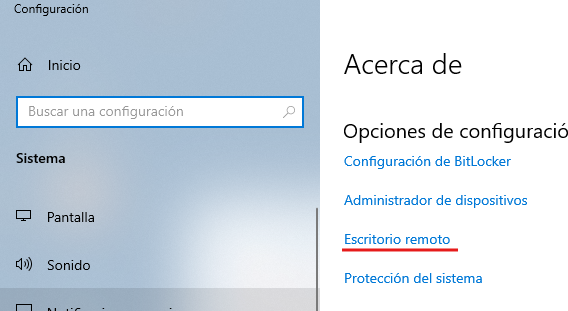 Configuración
Inicio
Buscar una configuración
Sistema
Pantalla
Sonido
Acerca de
Opciones de configuració
Configuración de BitLocker
Administrador de dispositivos
Escritorio remoto
Protección del sistema